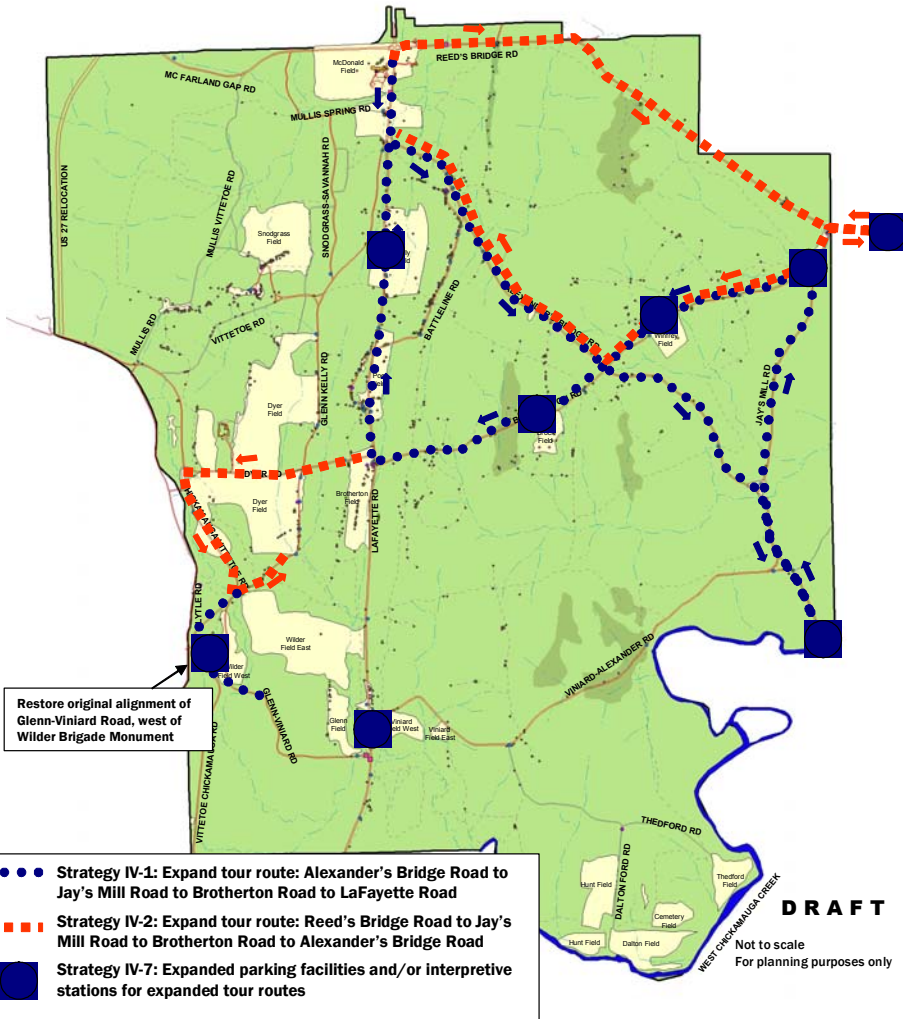 REED'S BRIDGE RD
McDonald
Field
MC FARLAND GAP RD
MULLIS SPRING RD
US 27 RELOCATION
MULLIS VITTETOE RD
SNODGRASS-SAVANNAH RD
Snodgrass
Field
BATTLELINE RD
MULLIS RD
VITTETOE RD
GLENN KELLY RD
JAY'S MILL RD
Dyer
Field
Brotherton
Field
Dyer
Field
LAFAYETTE RD
LYTLE RD
Wilder
Field East
Wilder
Field West
VINIARD-ALEXANDER RD
Restore original alignment of
Glenn-Viniard Road, west of
Wilder Brigade Monument
GLENN-VINIARD RD
Glenn
Field
Viniard
Field West
Viniard
Field East
VITTETOE CHICKAMAUGA RD
THEDFORD RD
DALTON FORD RD
Hunt Field
Thedford
Field
Cemetery
Field
Hunt Field
Dalton Field
WEST CHICKAMAUGA CREEK
DRAFT
Not to scale
For planning purposes only
Strategy IV-1: Expand tour route: Alexander's Bridge Road to
Jay's Mill Road to Brotherton Road to LaFayette Road
Strategy IV-2: Expand tour route: Reed's Bridge Road to Jay's
Mill Road to Brotherton Road to Alexander's Bridge Road
Strategy IV-7: Expanded parking facilities and/or interpretive
stations for expanded tour routes